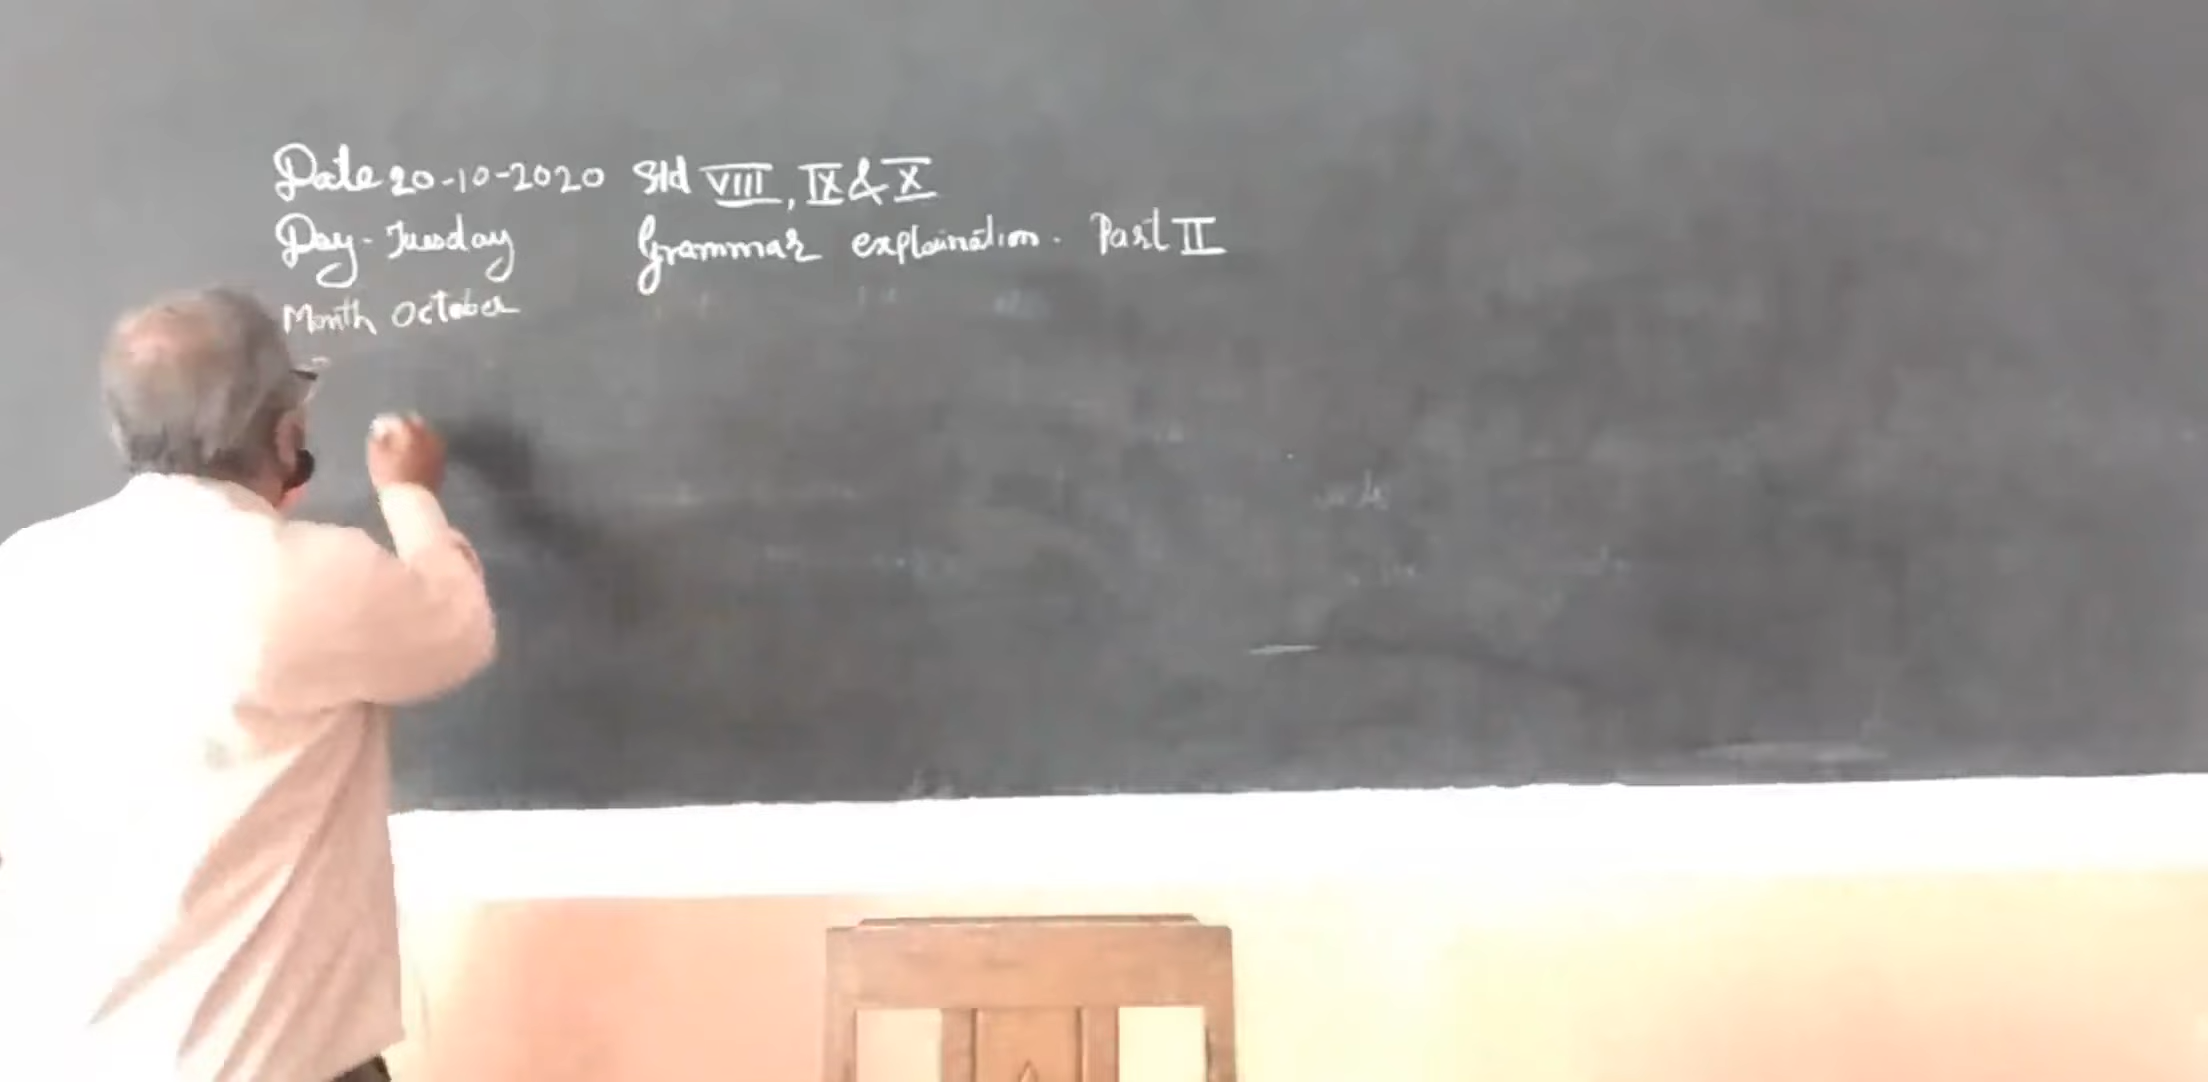 Date 20-10-2020 Std VIII, IX & X
Day - Tuesday Grammar explaination. Part II
Month October